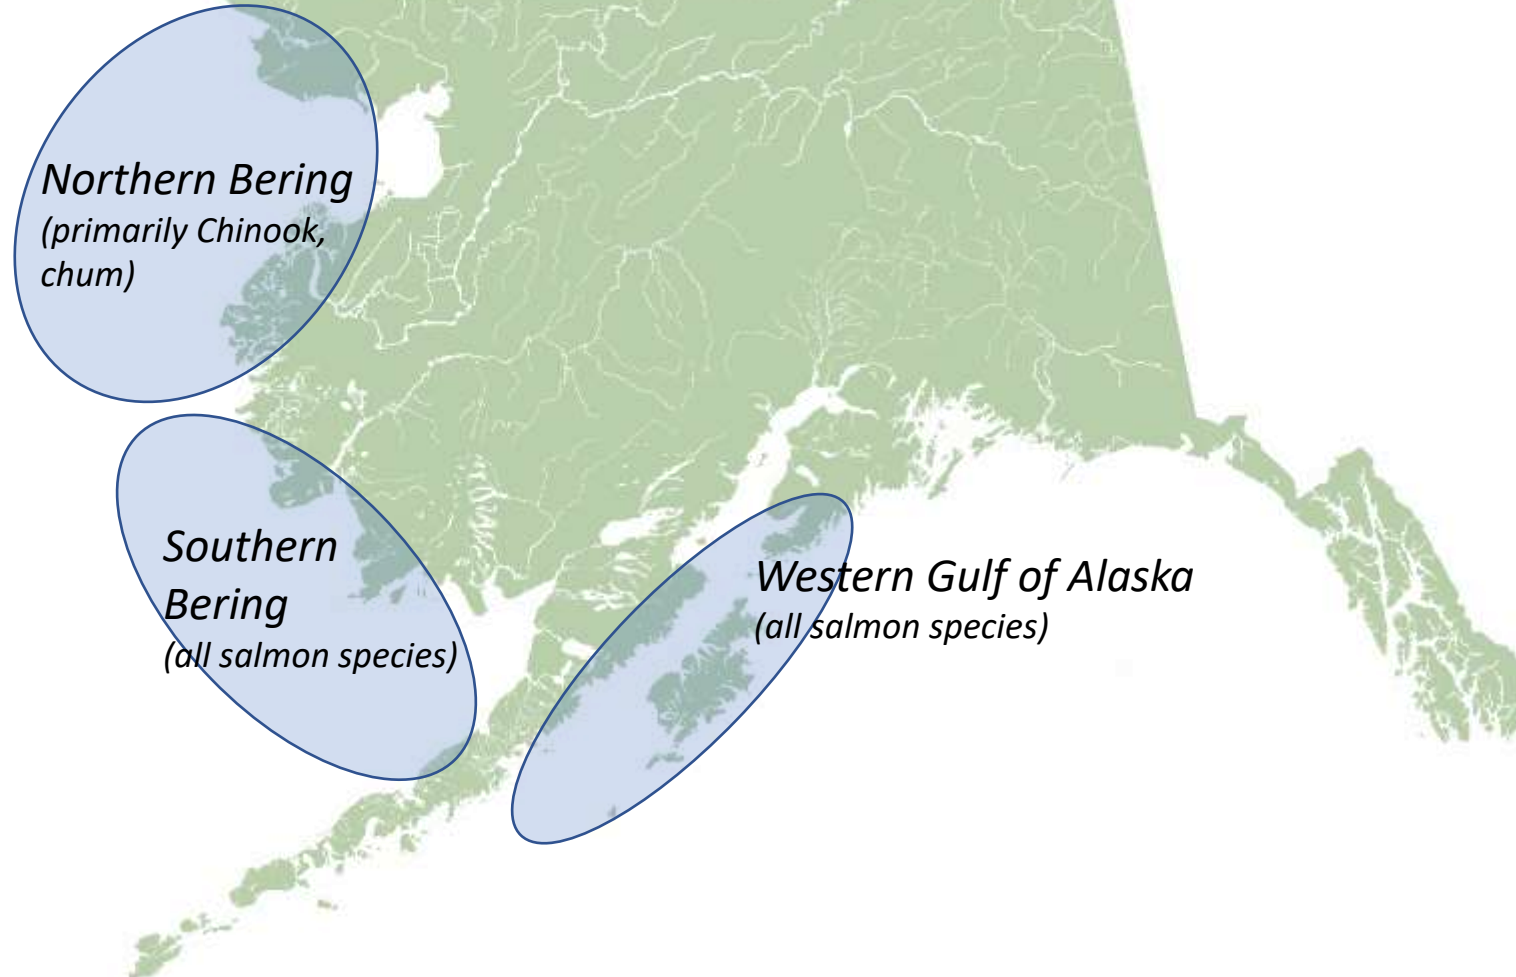 Northern Bering
(primarily Chinook,
chum)
Southern
Bering
(all salmon species)
Western Gulf of Alaska
(all salmon species)